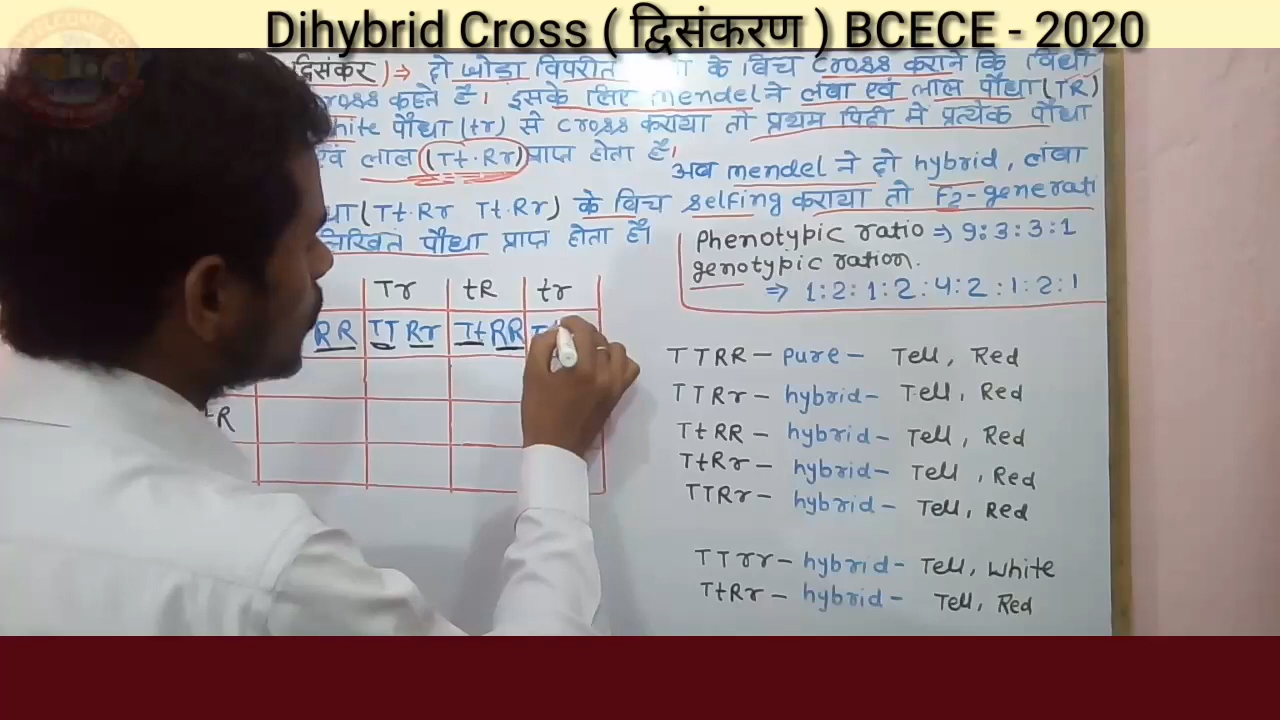 Dihybrid Cross ( द्विसंकरण ) BCECE - 2020
द्विसंकर ) ⇒ दो जोड़ा विपरीत के बिच Cross कराने कि विधी
ross कहते है। इसके लिए mendel ने लंबा एवं लाल पौधा (TR)
hite पौधा (tr) से cross कराया तो प्रथम पिढी मे प्रत्येक पौधा
एवं लाल (Tt.Rr) प्राप्त होता है।
अब mendel ने दो hybrid, लंबा
धा (Tt.Rr Tt.Rr) के बिच selfing कराया तो F2-generati
लिखित पौधा प्राप्त होता है।
Phenotypic ratio ⇒ 9:3:3:1
genotypic ration.
⇒ 1:2:1:2:4:2:1:2:1
Tr tR tr
RR TTRr TtRR
tR
TTRR - pure - Tell, Red
TTRr - hybrid - Tell, Red
TtRR - hybrid - Tell, Red
TtRr - hybrid - Tell, Red
TTRr - hybrid - Tell, Red
TTrr - hybrid - Tell, white
TtRr - hybrid - Tell, Red